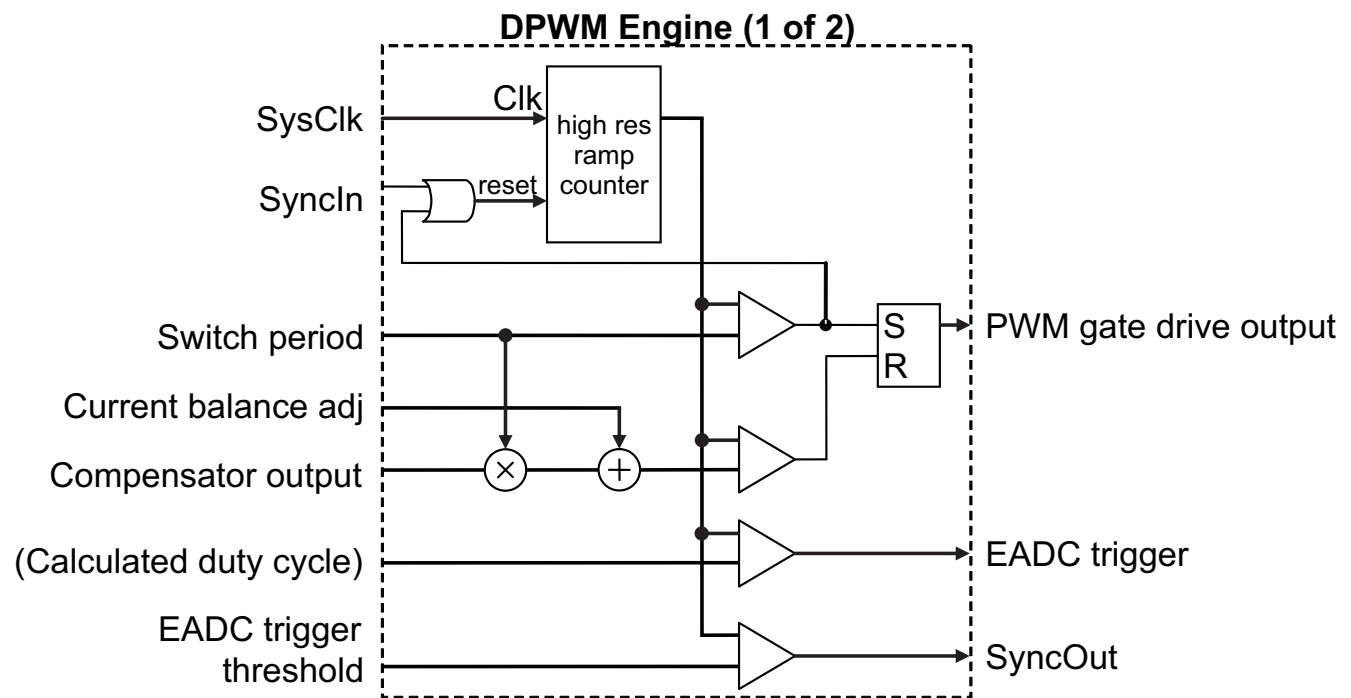 DPWM Engine (1 of 2)
SysClk
Clk
high res
ramp
counter
SyncIn
reset
Switch period
S
R
PWM gate drive output
Current balance adj
Compensator output
×
+
(Calculated duty cycle)
EADC trigger
EADC trigger
threshold
SyncOut